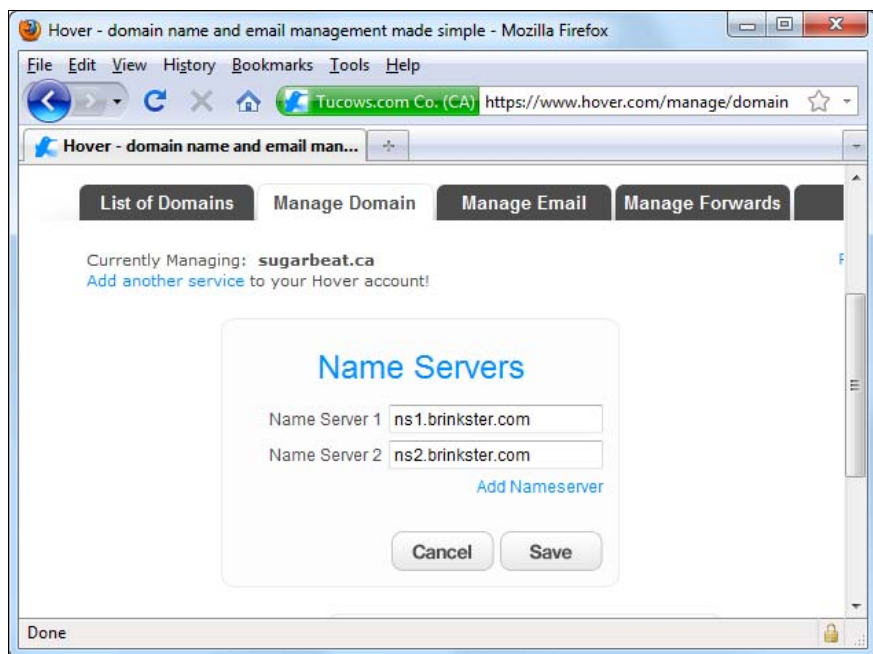 Hover - domain name and email management made simple - Mozilla Firefox
File Edit View History Bookmarks Tools Help
Tucows.com Co. (CA) https://www.hover.com/manage/domain
Hover - domain name and email man...
List of Domains Manage Domain Manage Email Manage Forwards
Currently Managing: sugarbeat.ca
Add another service to your Hover account!
Name Servers
Name Server 1 ns1.brinkster.com
Name Server 2 ns2.brinkster.com
Add Nameserver
Cancel Save
Done